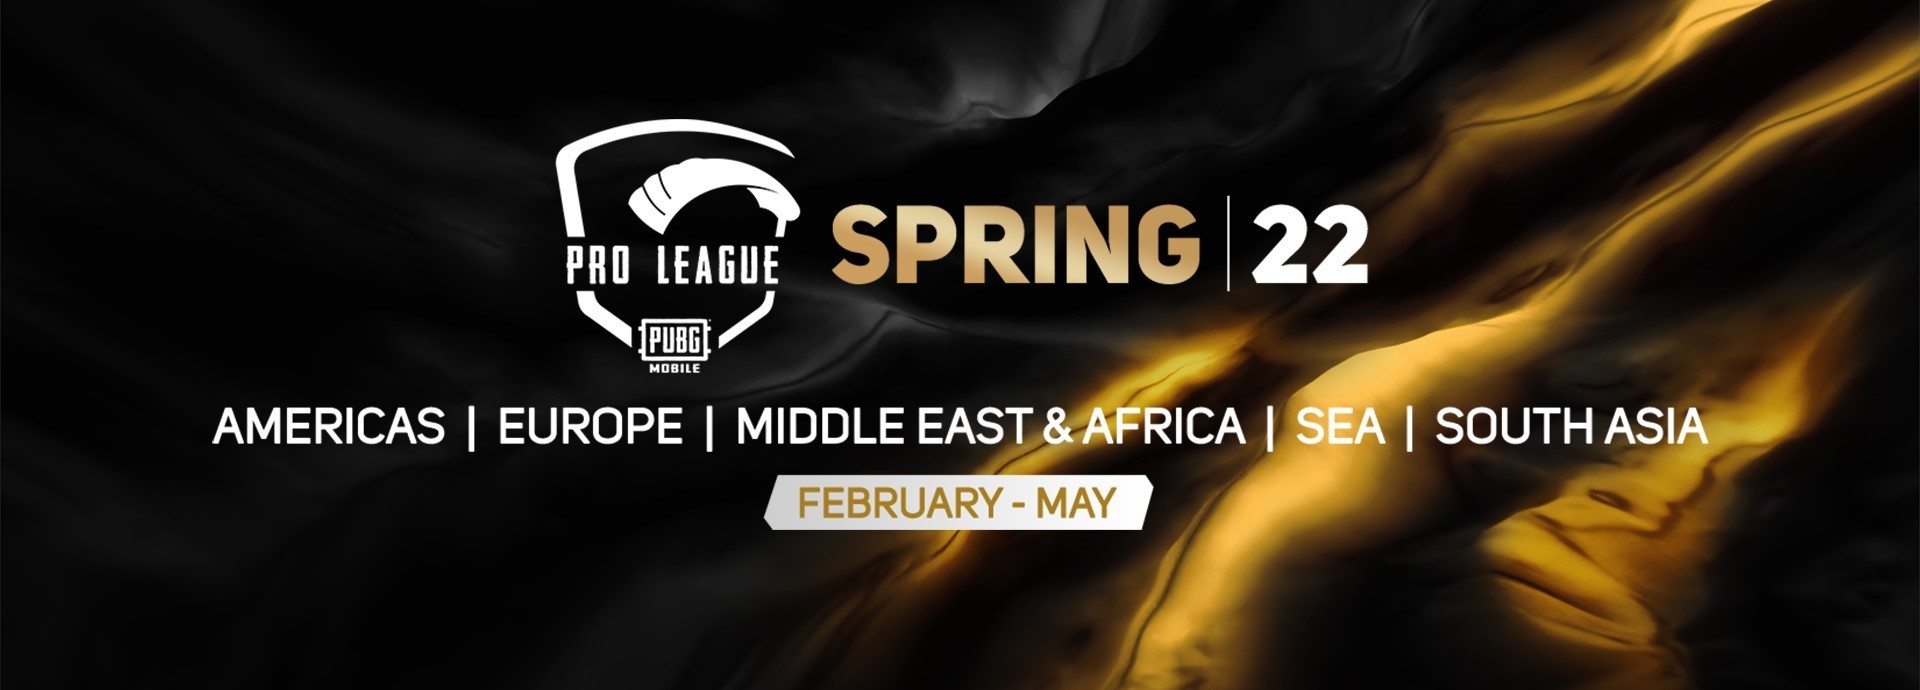 PRO LEAGUE
PUBG
MOBILE
SPRING | 22
AMERICAS | EUROPE | MIDDLE EAST & AFRICA | SEA | SOUTH ASIA
FEBRUARY - MAY